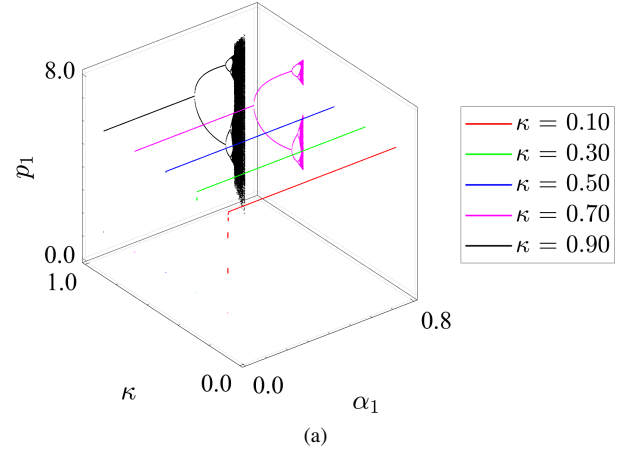 8.0
p₁
0.0
1.0
κ
0.0
0.0
α₁
0.8
κ = 0.10
κ = 0.30
κ = 0.50
κ = 0.70
κ = 0.90
(a)